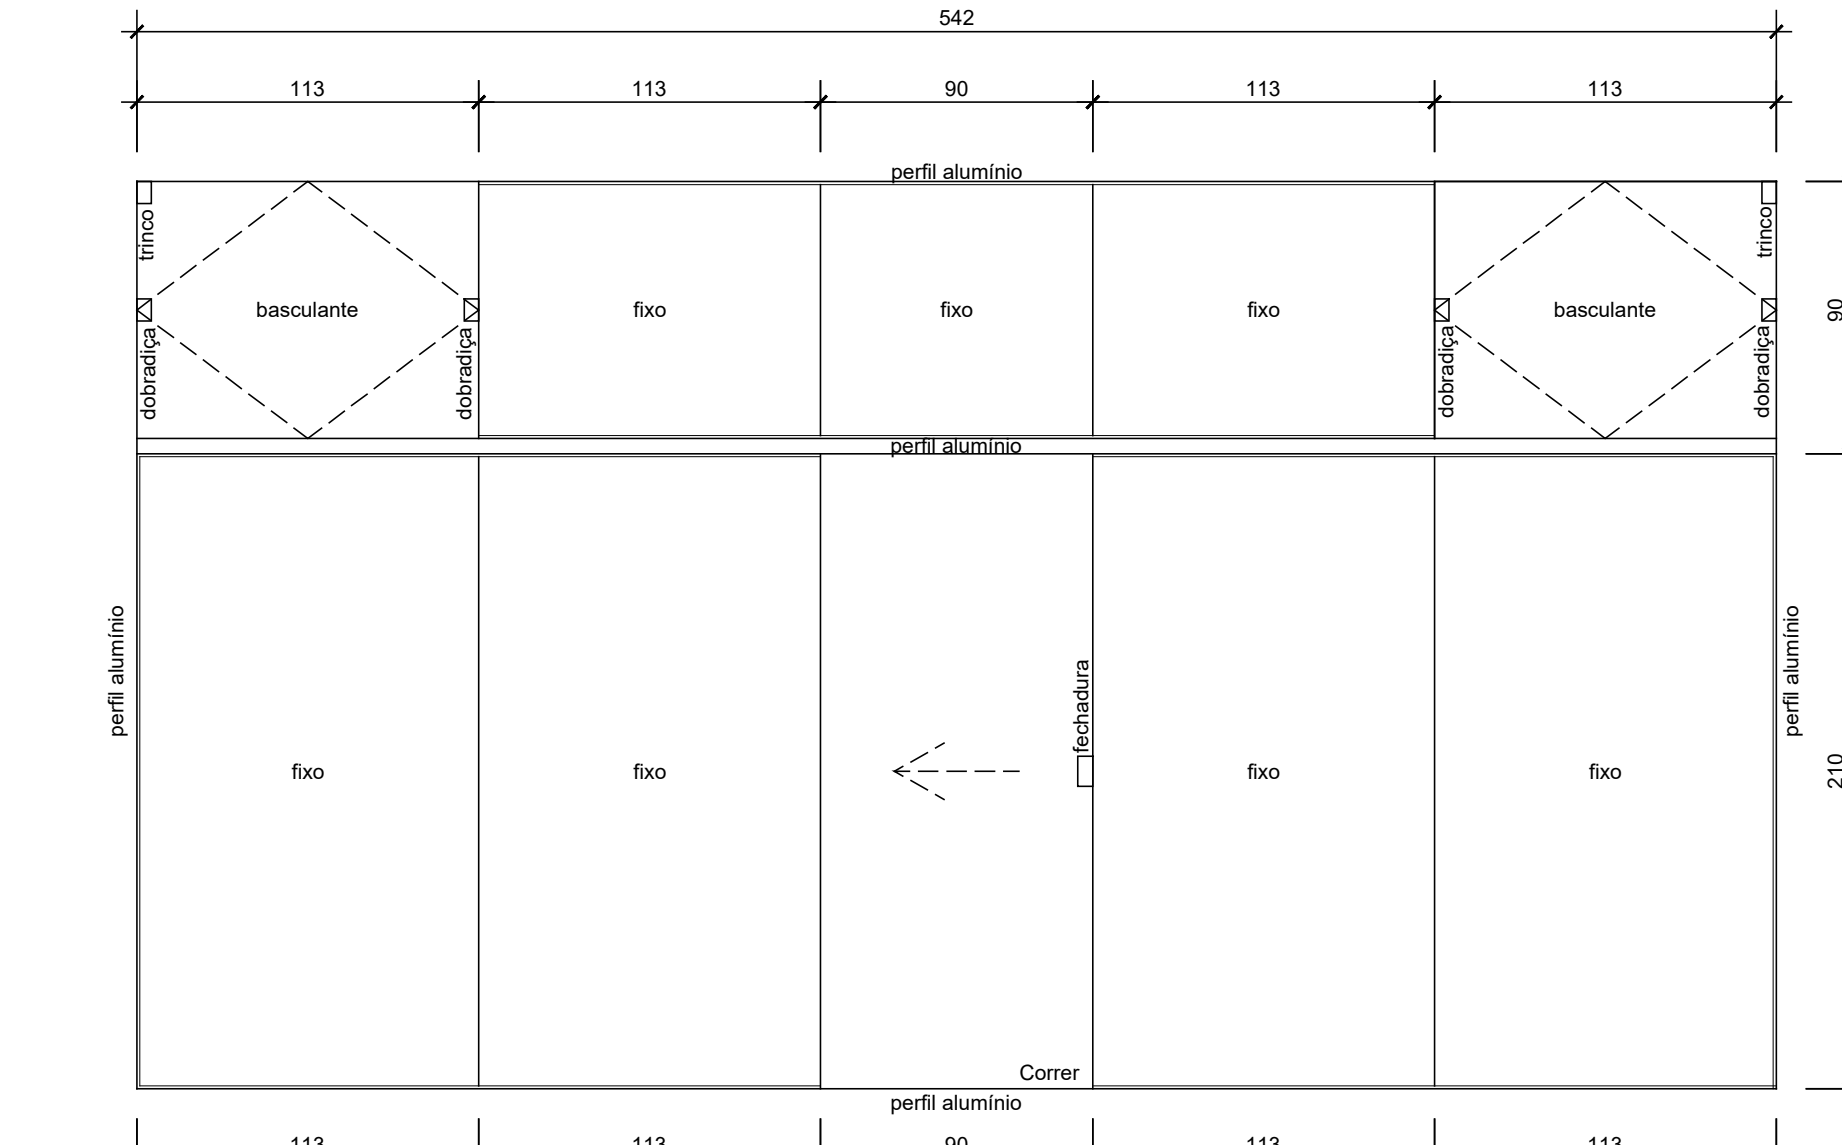 542
113
113
90
113
113
perfil alumínio
trinco
trinco
basculante
fixo
fixo
fixo
basculante
90
dobradiça
dobradiça
dobradiça
dobradiça
perfil alumínio
perfil alumínio
perfil alumínio
fechadura
fixo
fixo
fixo
fixo
210
Correr
perfil alumínio
113
113
90
113
113